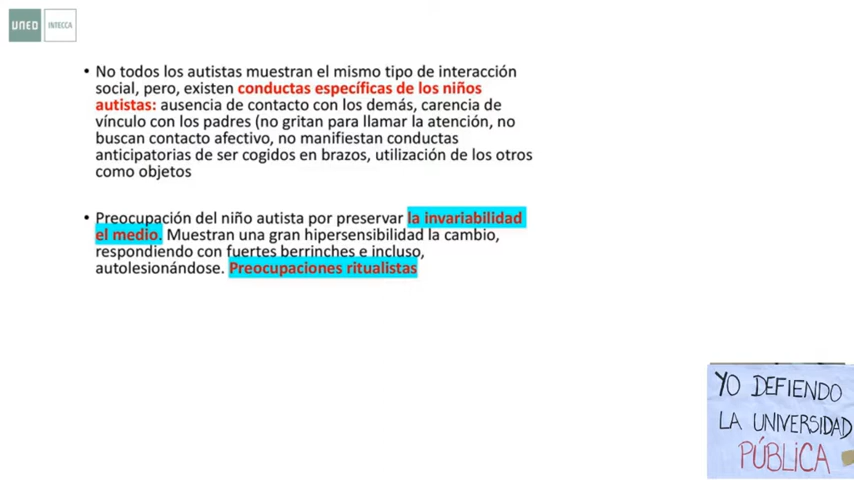 UNED
INTECCA
• No todos los autistas muestran el mismo tipo de interacción
social, pero, existen conductas específicas de los niños
autistas: ausencia de contacto con los demás, carencia de
vínculo con los padres (no gritan para llamar la atención, no
buscan contacto afectivo, no manifiestan conductas
anticipatorias de ser cogidos en brazos, utilización de los otros
como objetos
• Preocupación del niño autista por preservar la invariabilidad
el medio. Muestran una gran hipersensibilidad la cambio,
respondiendo con fuertes berrinches e incluso,
autolesionándose. Preocupaciones ritualistas
YO DEFIENDO
LA UNIVERSIDAD
PÚBLICA